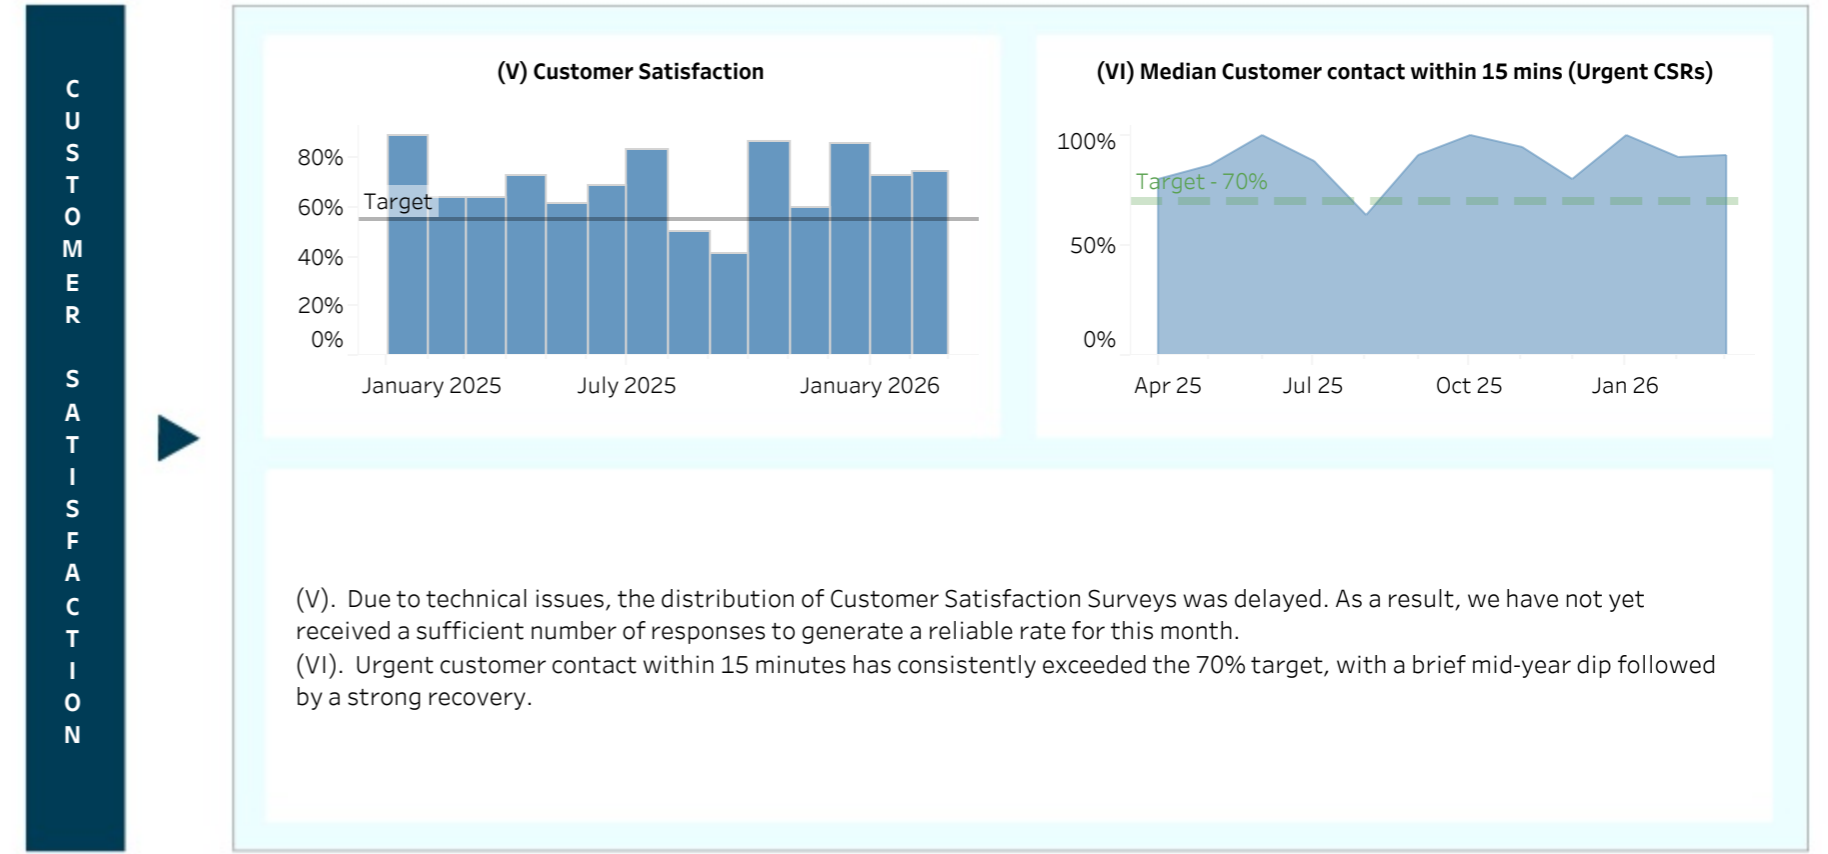 CUSTOMER SATISFACTION
(V) Customer Satisfaction
80%
60%
40%
20%
0%
Target
January 2025
July 2025
January 2026
(VI) Median Customer contact within 15 mins (Urgent CSRs)
100%
50%
0%
Target - 70%
Apr 25
Jul 25
Oct 25
Jan 26
(V).  Due to technical issues, the distribution of Customer Satisfaction Surveys was delayed. As a result, we have not yet
received a sufficient number of responses to generate a reliable rate for this month.
(VI).  Urgent customer contact within 15 minutes has consistently exceeded the 70% target, with a brief mid-year dip followed
by a strong recovery.